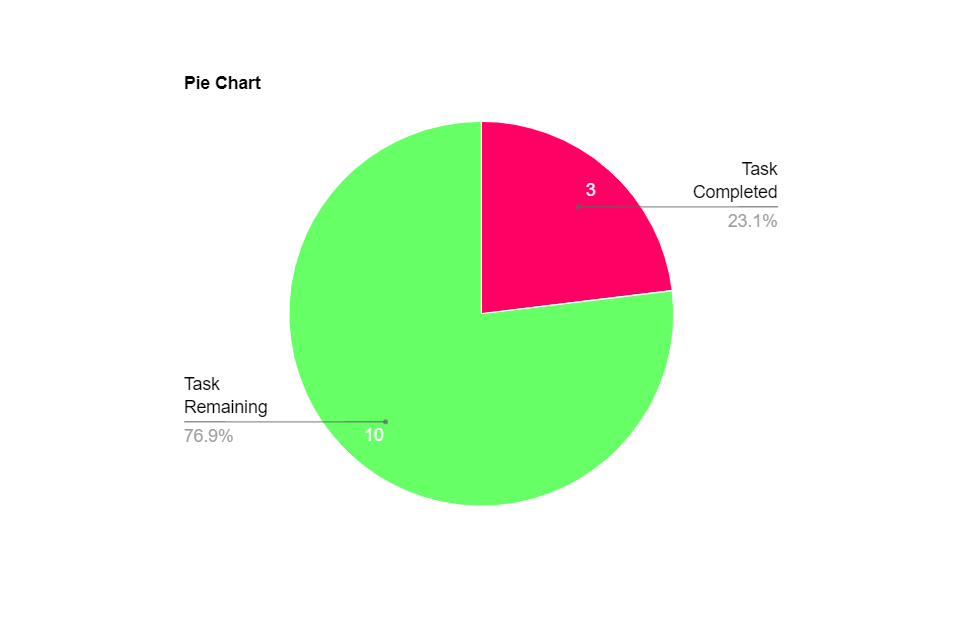 Pie Chart
Task
Completed
23.1%
3
Task
Remaining
76.9%
10